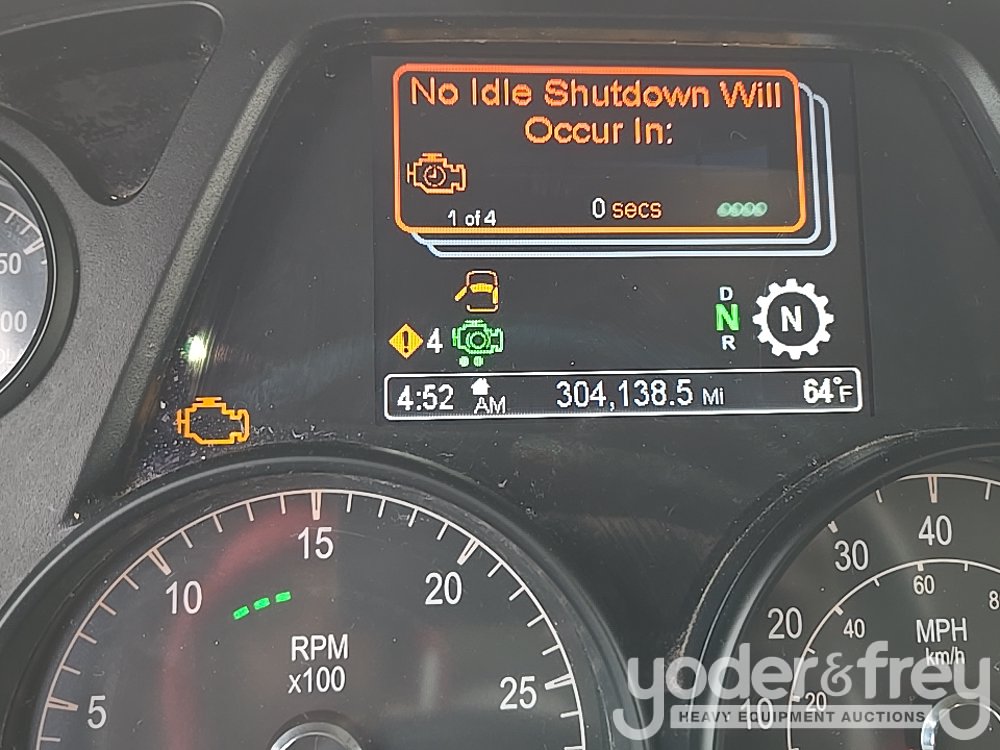 No Idle Shutdown Will
Occur In:
1 of 4
0 secs
D
N
R
N
4
4:52 AM
304,138.5 Mi
64°F
50
00
5
10
15
20
25
RPM
x100
10
20
30
40
20
40
60
8
MPH
km/h
yoder&frey
HEAVY EQUIPMENT AUCTIONS